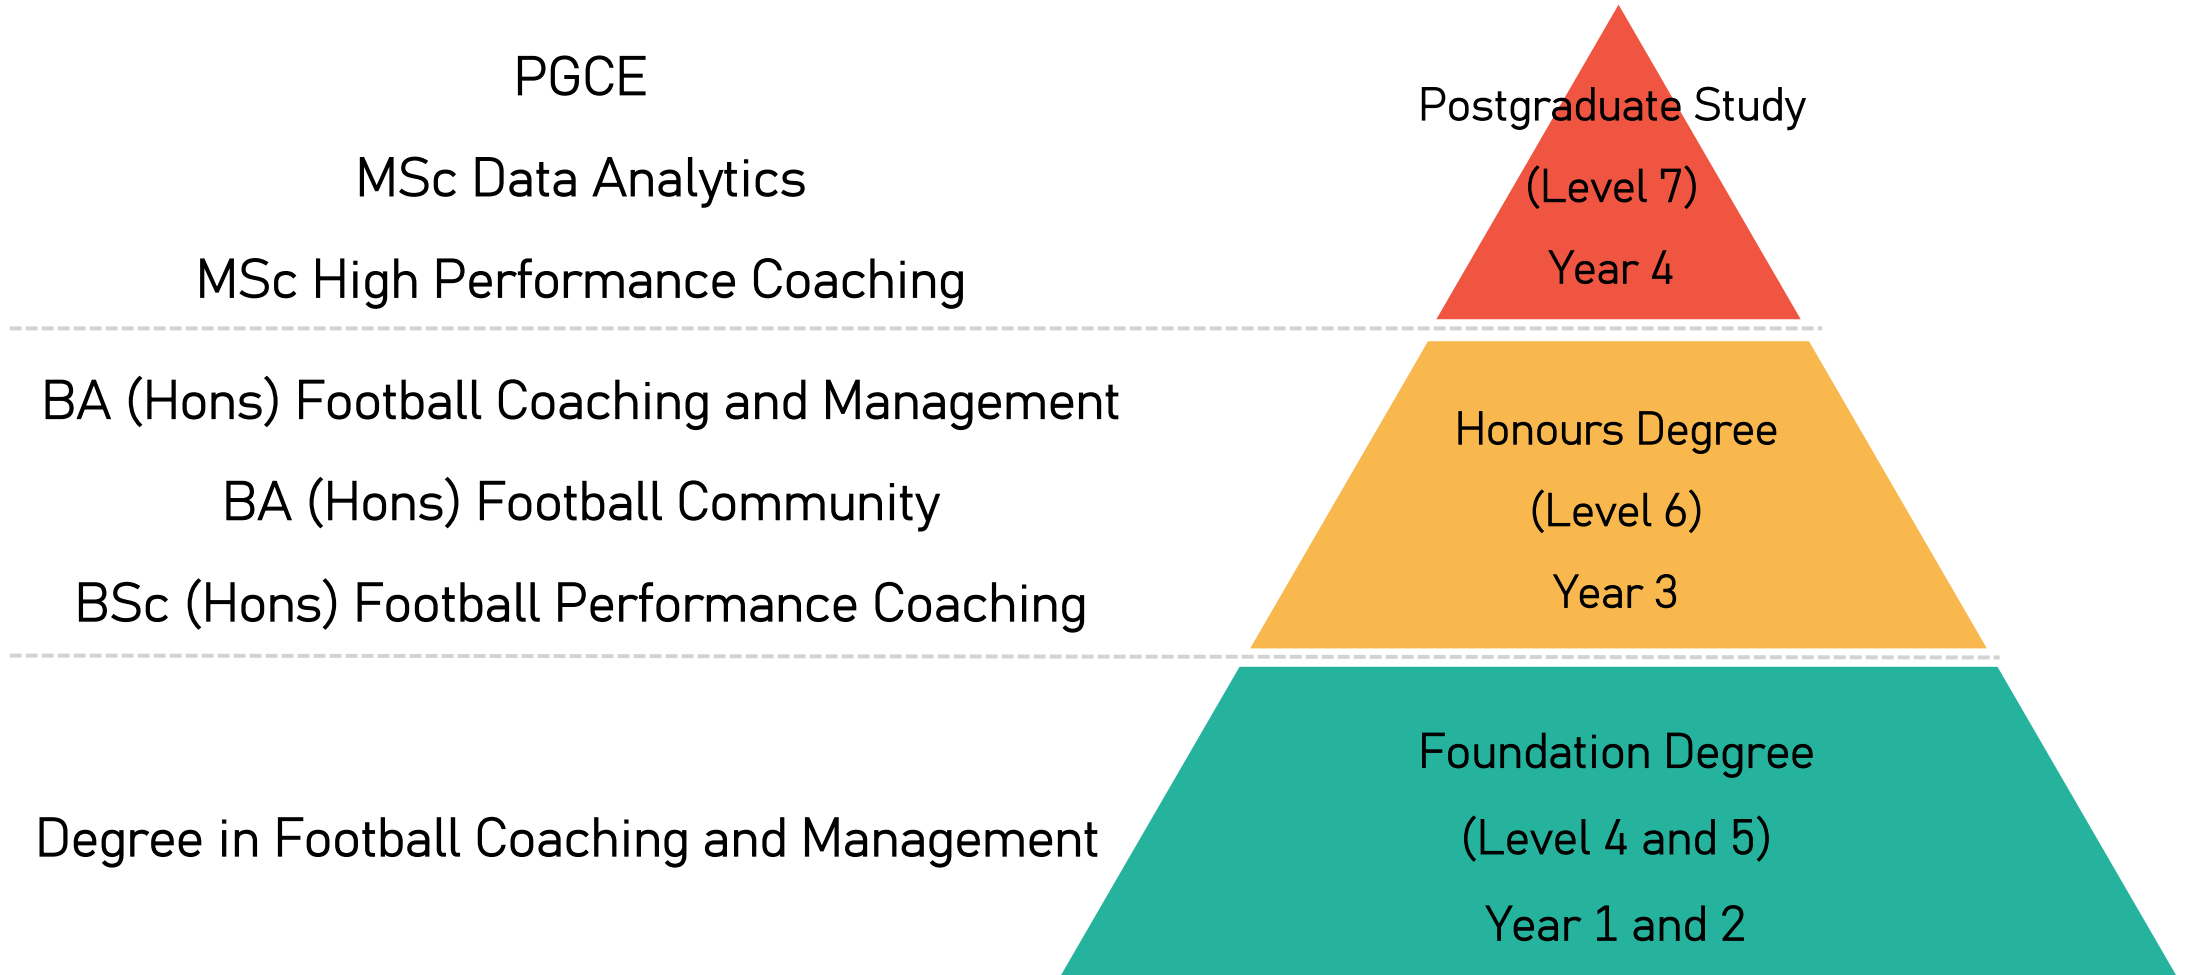 PGCE
MSc Data Analytics
MSc High Performance Coaching
Postgraduate Study
(Level 7)
Year 4
BA (Hons) Football Coaching and Management
BA (Hons) Football Community
BSc (Hons) Football Performance Coaching
Honours Degree
(Level 6)
Year 3
Degree in Football Coaching and Management
Foundation Degree
(Level 4 and 5)
Year 1 and 2